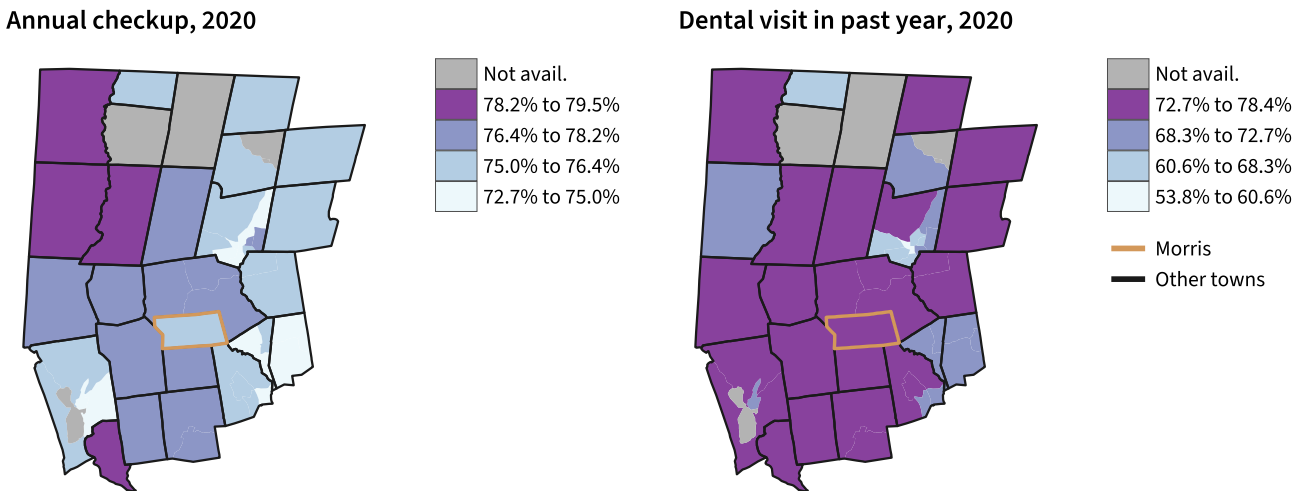 Annual checkup, 2020
Not avail.
78.2% to 79.5%
76.4% to 78.2%
75.0% to 76.4%
72.7% to 75.0%
Dental visit in past year, 2020
Not avail.
72.7% to 78.4%
68.3% to 72.7%
60.6% to 68.3%
53.8% to 60.6%
Morris
Other towns